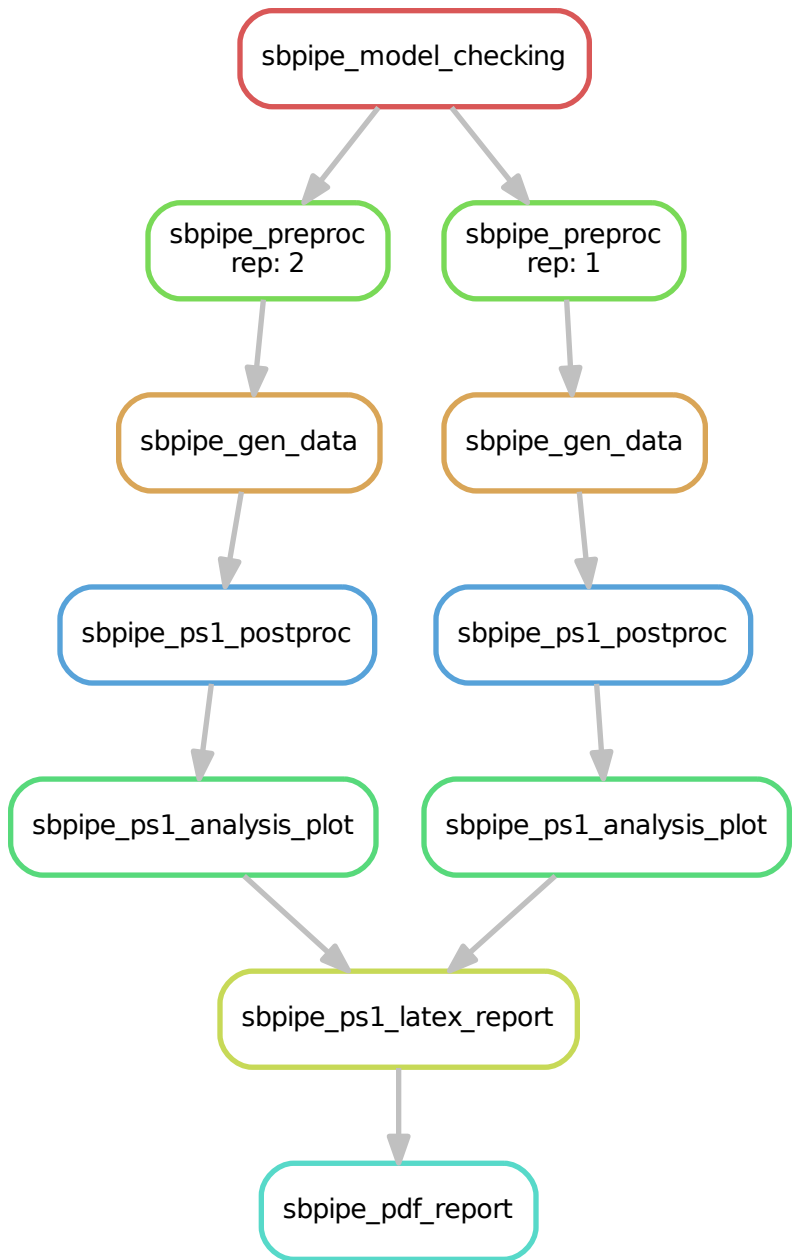 sbpipe_model_checking
sbpipe_preproc
rep: 2
sbpipe_preproc
rep: 1
sbpipe_gen_data
sbpipe_gen_data
sbpipe_ps1_postproc
sbpipe_ps1_postproc
sbpipe_ps1_analysis_plot
sbpipe_ps1_analysis_plot
sbpipe_ps1_latex_report
sbpipe_pdf_report